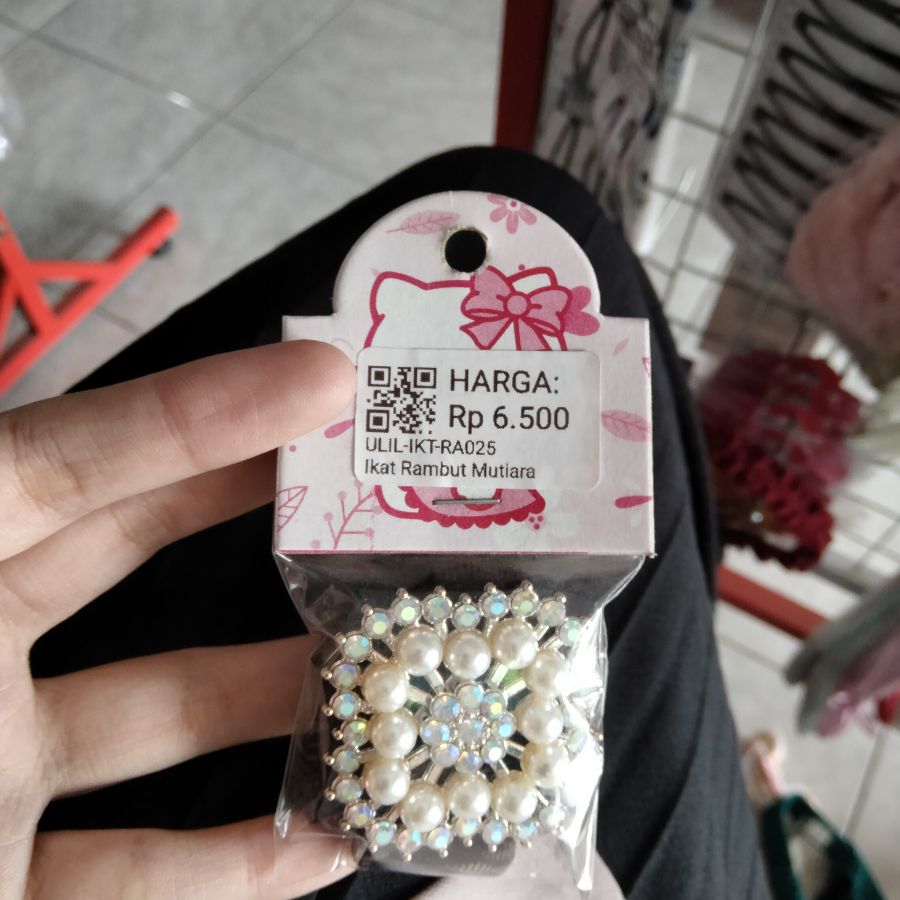 HARGA:
Rp 6.500
ULIL-IKT-RA025
Ikat Rambut Mutiara